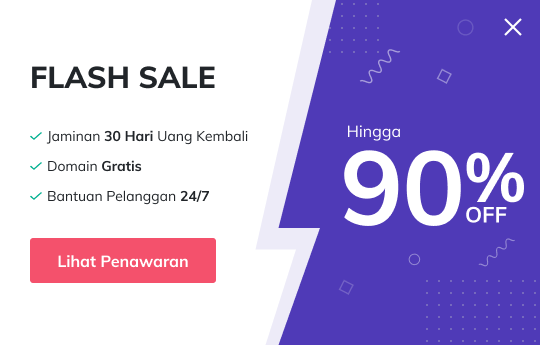 FLASH SALE
Jaminan 30 Hari Uang Kembali
Domain Gratis
Bantuan Pelanggan 24/7
Lihat Penawaran
Hingga
90%
OFF